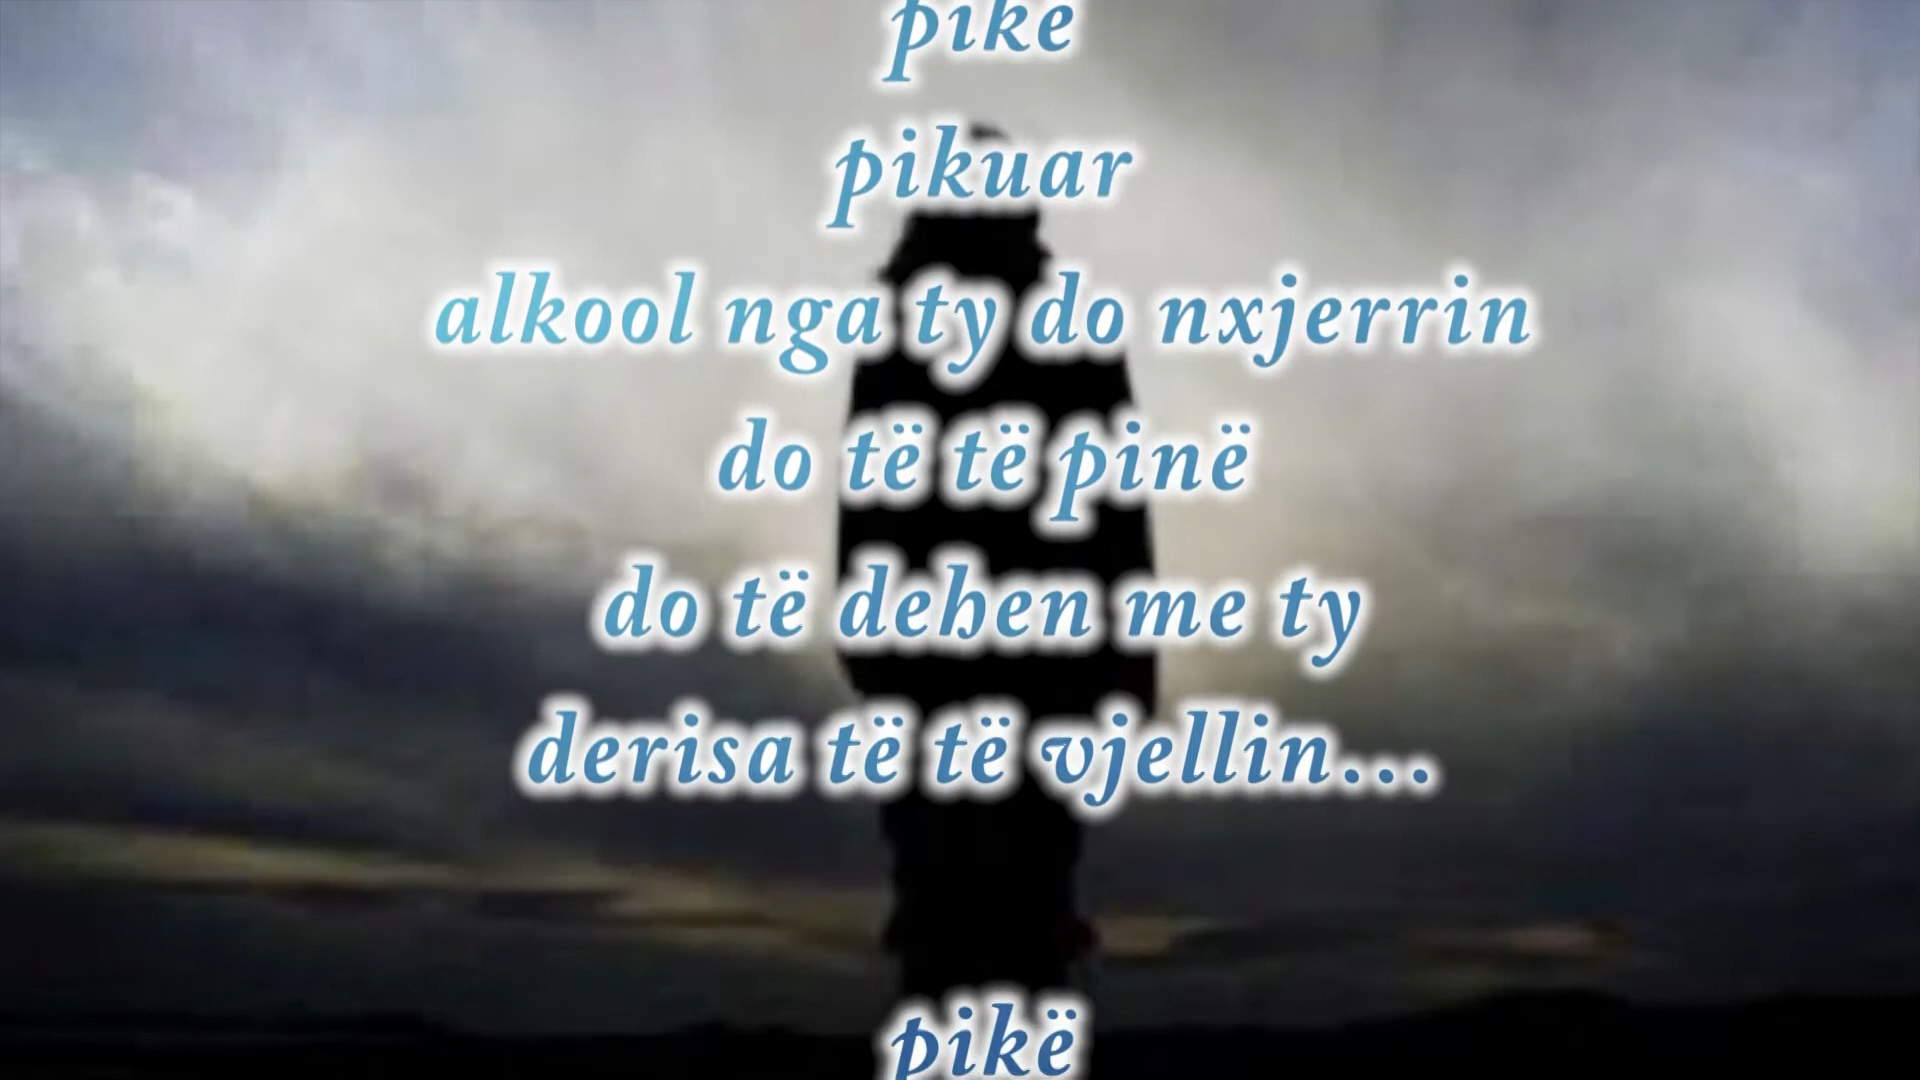 pikë
pikuar
alkool nga ty do nxjerrin
do të të pinë
do të dehen me ty
derisa të të vjellin...
pikë